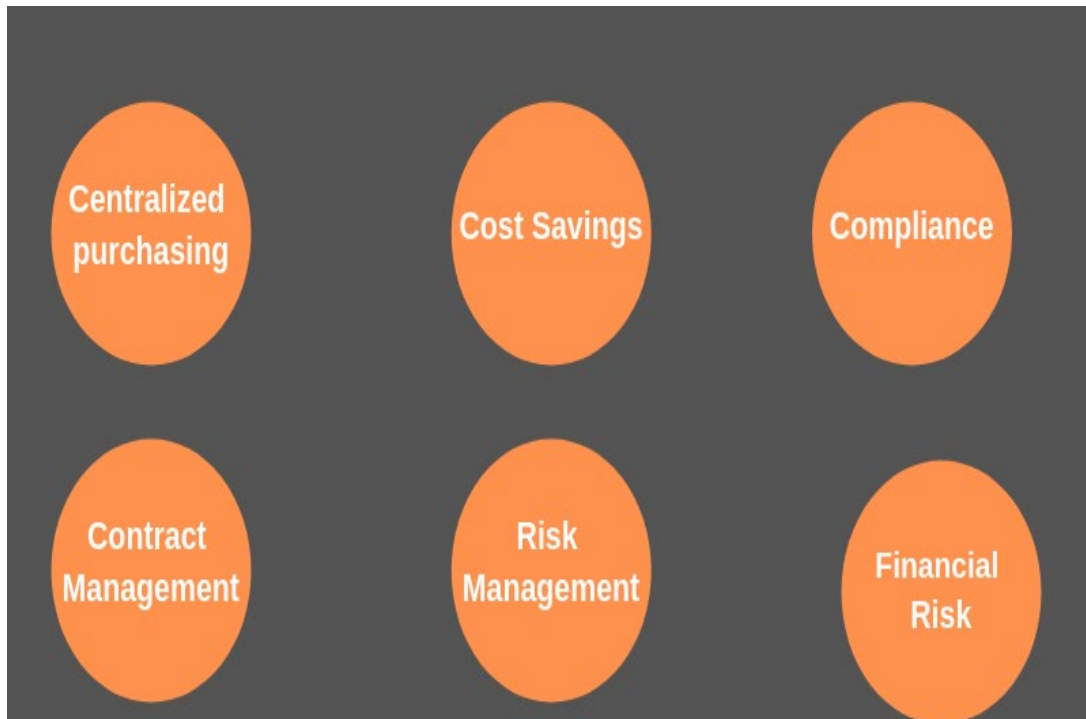 Centralized
purchasing
Cost Savings
Compliance
Contract
Management
Risk
Management
Financial
Risk